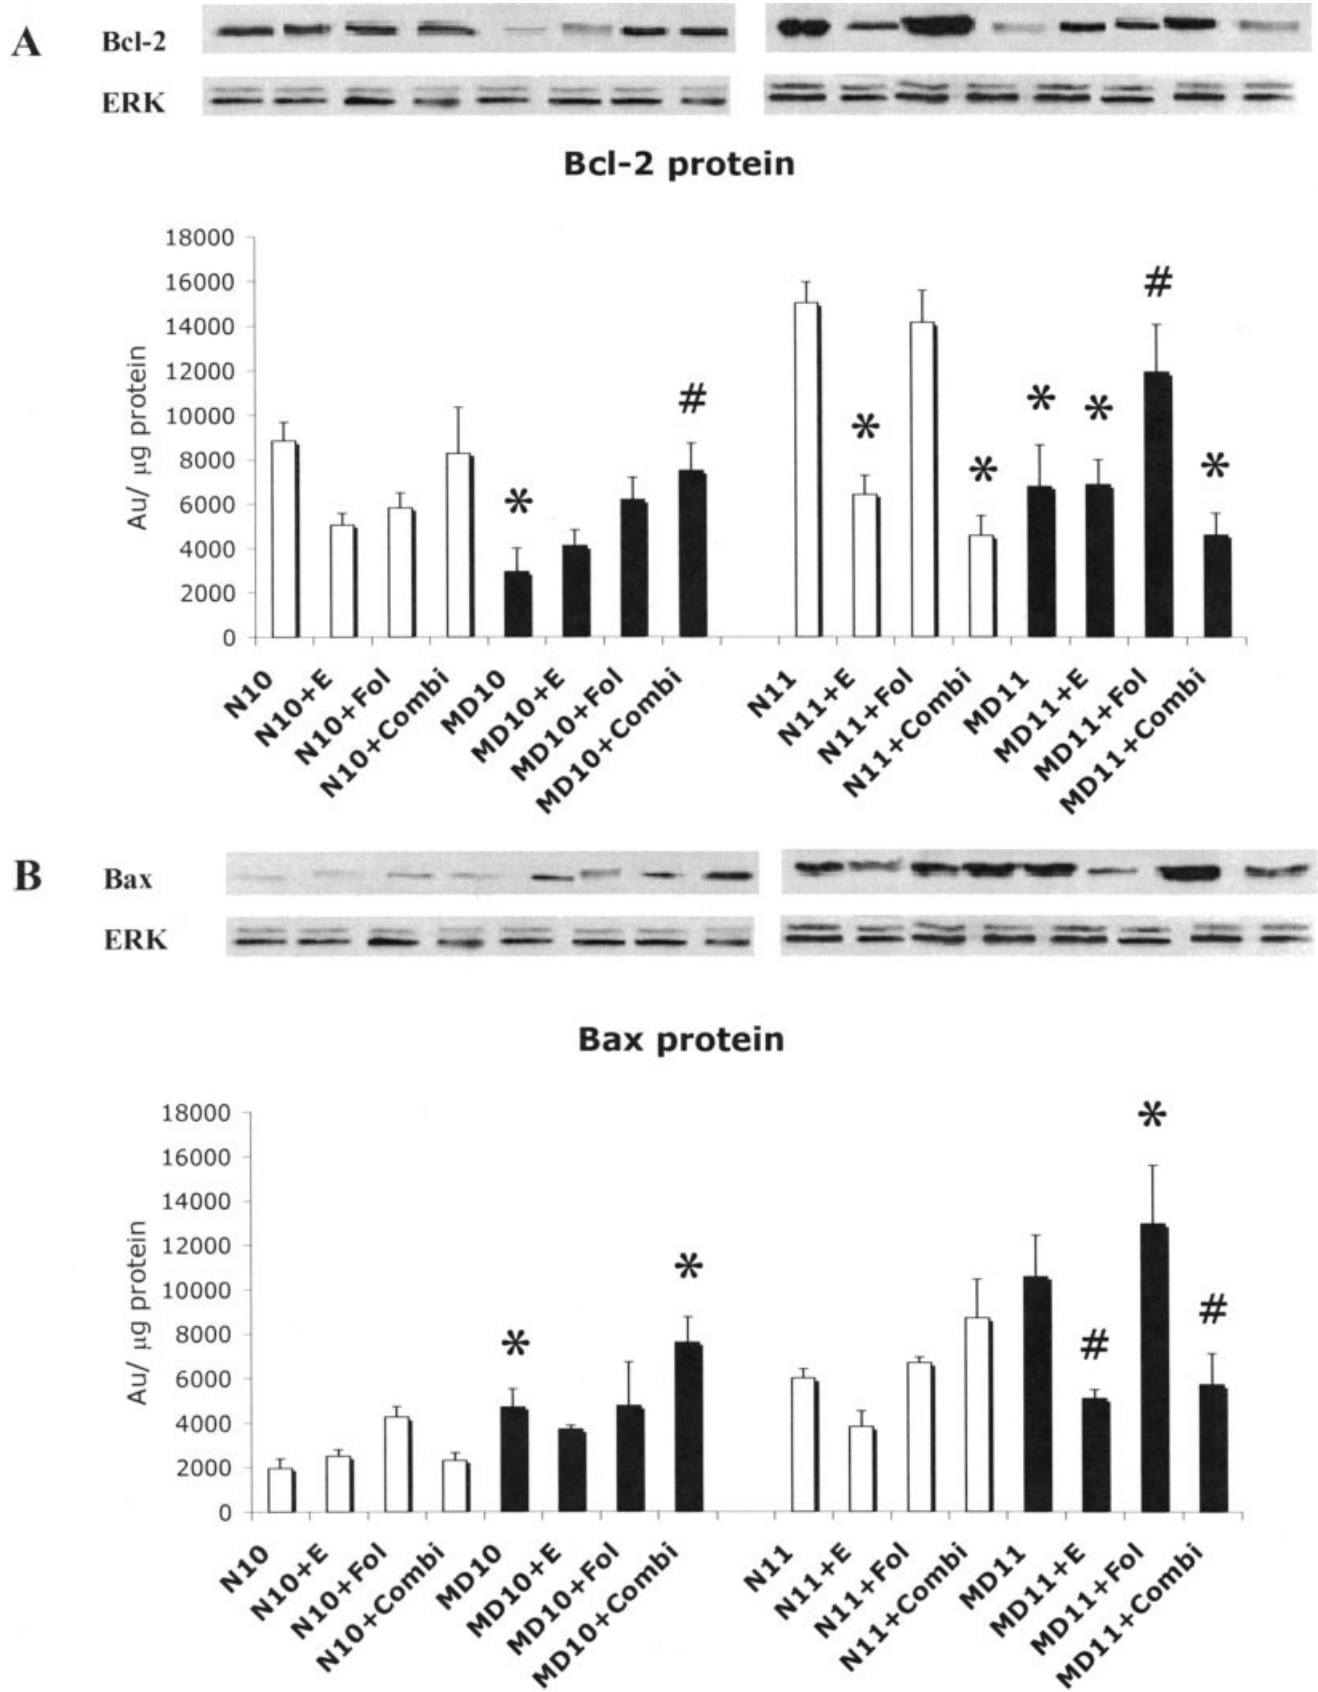 A
Bcl-2
ERK
Bcl-2 protein
18000
16000
14000
12000
10000
8000
6000
4000
2000
0
Au/ µg protein
*
#
*
*
*
*
#
*
N10
N10+E
N10+Fol
N10+Combi
MD10
MD10+E
MD10+Fol
MD10+Combi
N11
N11+E
N11+Fol
N11+Combi
MD11
MD11+E
MD11+Fol
MD11+Combi
B
Bax
ERK
Bax protein
18000
16000
14000
12000
10000
8000
6000
4000
2000
0
Au/ µg protein
*
*
#
*
#
N10
N10+E
N10+Fol
N10+Combi
MD10
MD10+E
MD10+Fol
MD10+Combi
N11
N11+E
N11+Fol
N11+Combi
MD11
MD11+E
MD11+Fol
MD11+Combi